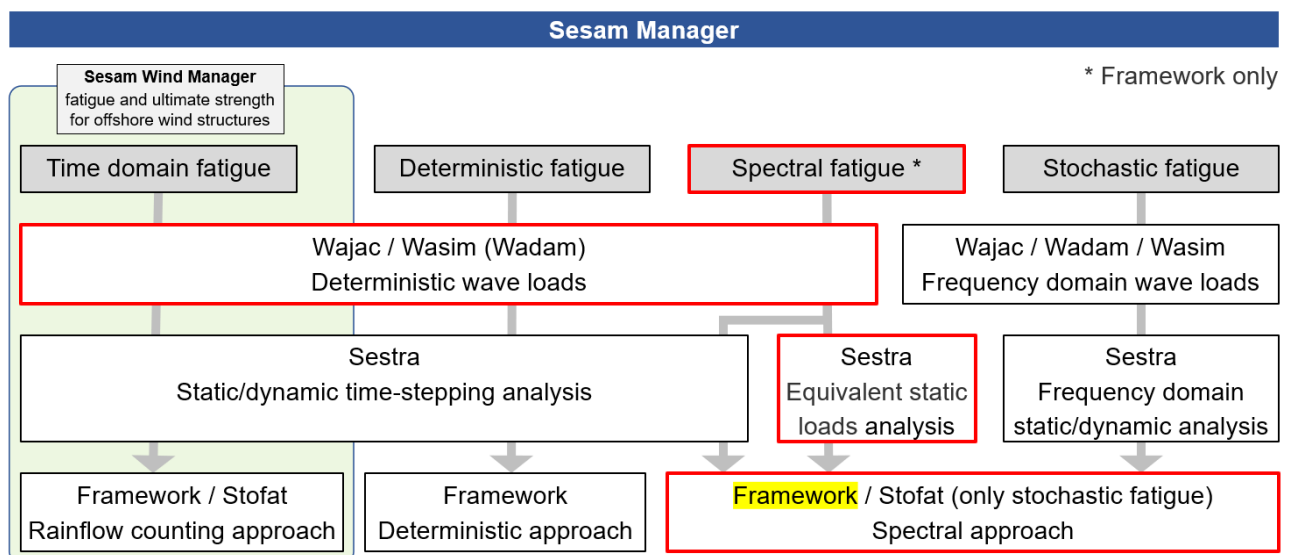 Sesam Manager
Sesam Wind Manager
fatigue and ultimate strength
for offshore wind structures
* Framework only
Time domain fatigue
Deterministic fatigue
Spectral fatigue *
Stochastic fatigue
Wajac / Wasim (Wadam)
Deterministic wave loads
Wajac / Wadam / Wasim
Frequency domain wave loads
Sestra
Static/dynamic time-stepping analysis
Sestra
Equivalent static
loads analysis
Sestra
Frequency domain
static/dynamic analysis
Framework / Stofat
Rainflow counting approach
Framework
Deterministic approach
Framework / Stofat (only stochastic fatigue)
Spectral approach